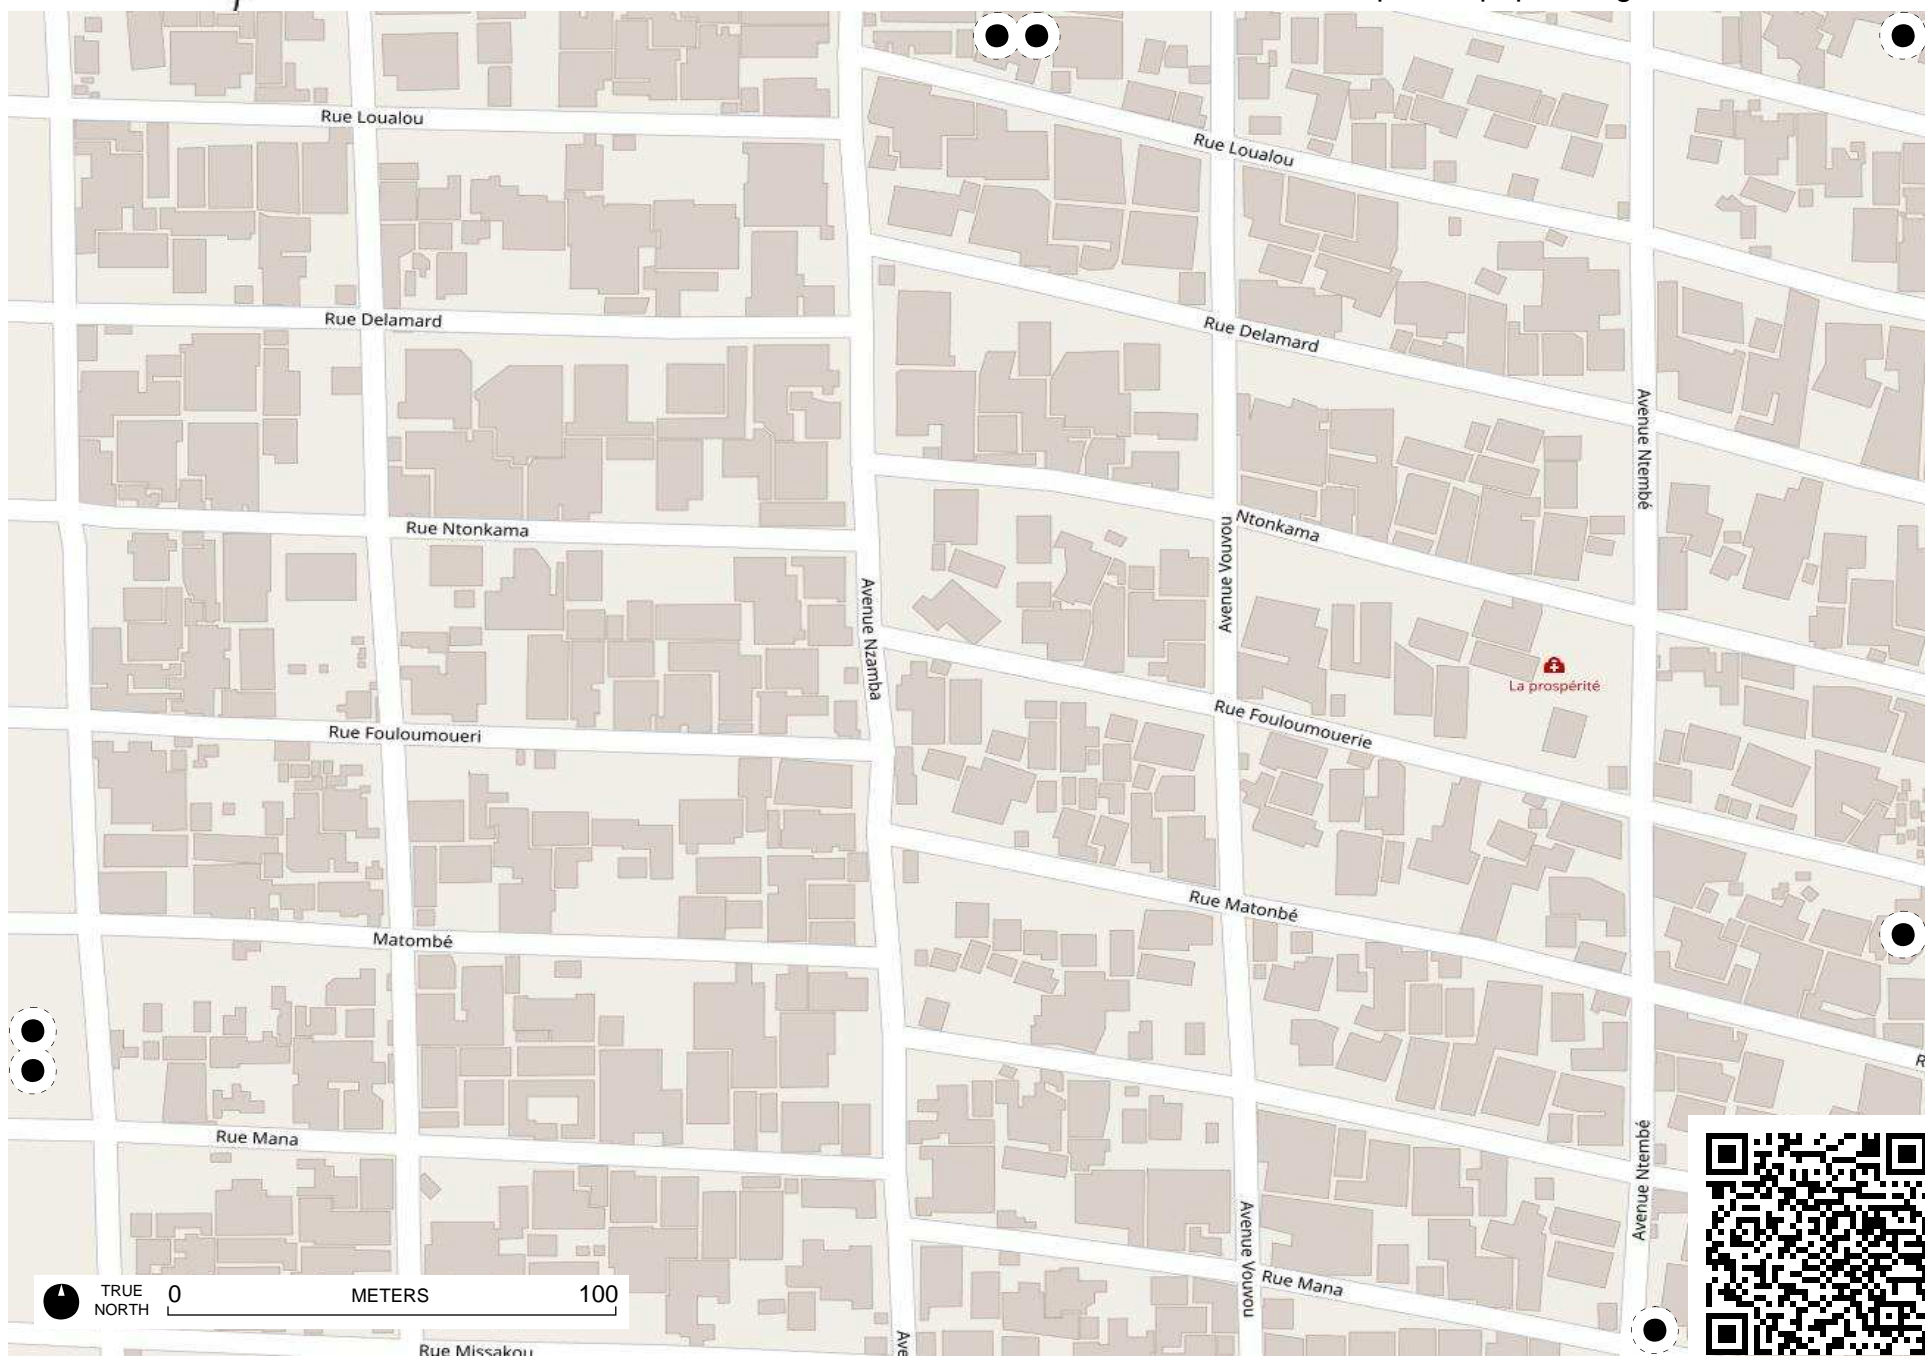 Rue Loualou
Rue Loualou
Rue Delamard
Rue Delamard
Avenue Ntembé
Rue Ntonkama
Ntonkama
Avenue Vouvou
Avenue Nzamba
La prospérité
Rue Fouloumoueri
Rue Fouloumouerie
Rue Matonbé
Matombé
Rue Mana
Avenue Ntembé
Avenue Vouvou
Rue Mana
TRUE
NORTH
0 METERS 100
Ave
Rue Missakou
R